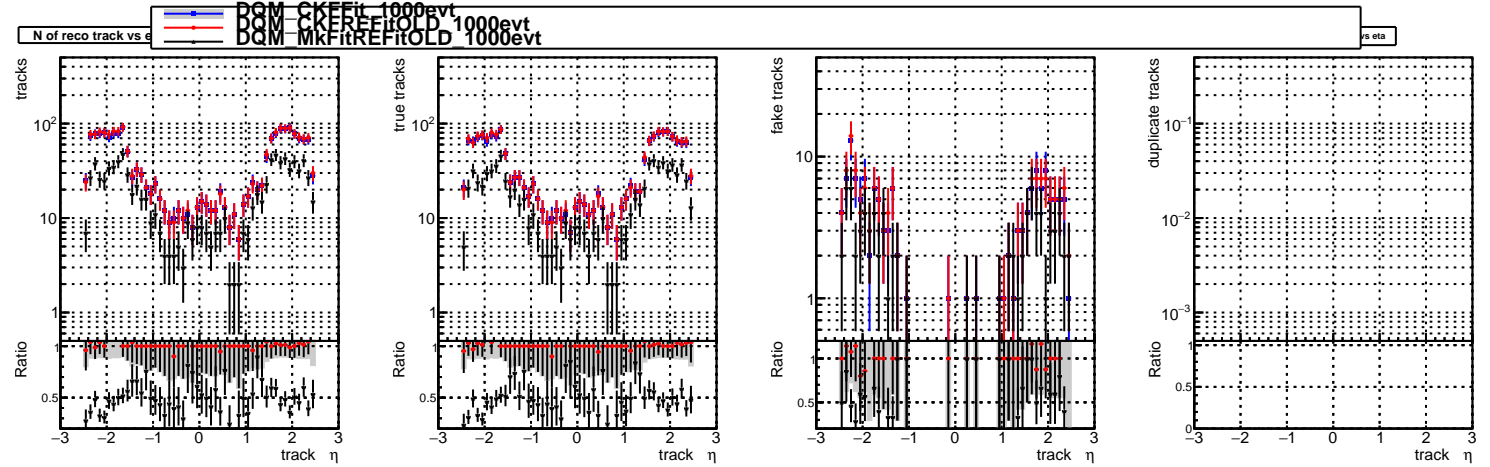 DQM_CKFFit_1000evt
DQM_CKFREFitOLD_1000evt
DQM_MkFitREFitOLD_1000evt
N of reco track vs e
vs eta
tracks
10²
10
1
Ratio
1
0.5
−3 −2 −1 0 1 2 3
track η
true tracks
10²
10
1
Ratio
1
0.5
−3 −2 −1 0 1 2 3
track η
fake tracks
10
1
Ratio
1
0.5
−3 −2 −1 0 1 2 3
track η
duplicate tracks
10⁻¹
10⁻²
10⁻³
Ratio
1
0.5
0
−3 −2 −1 0 1 2 3
track η